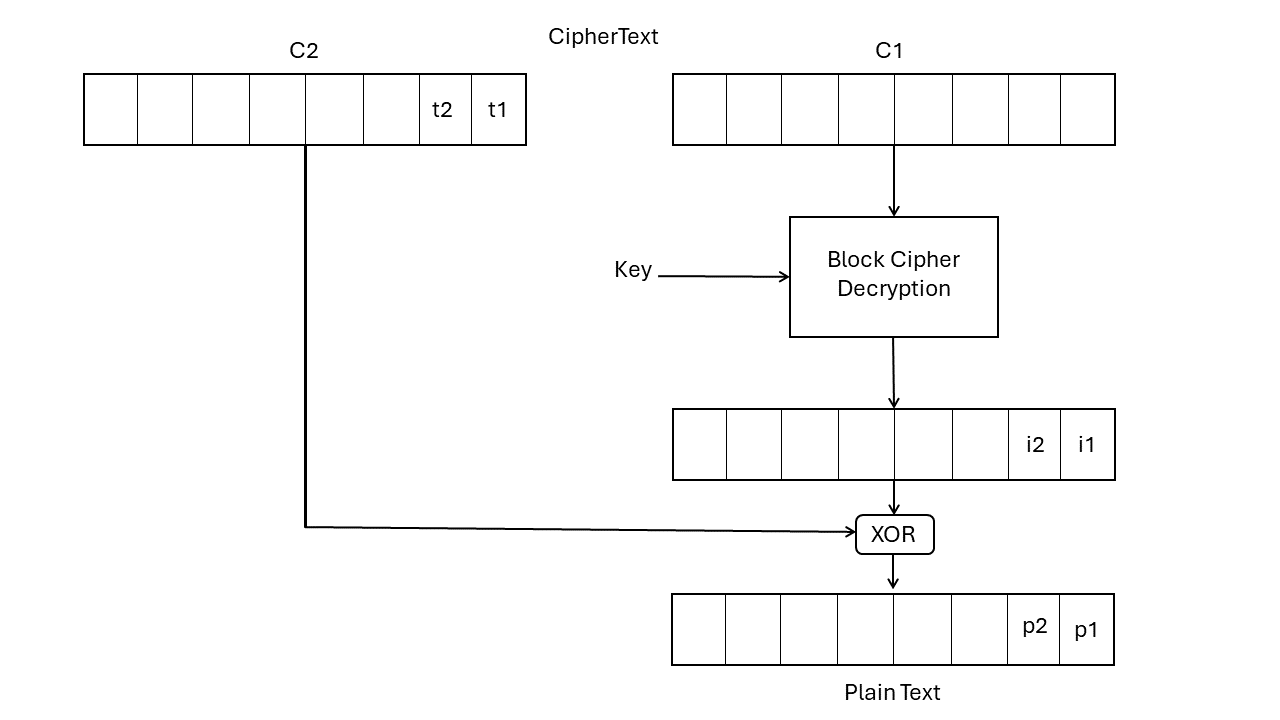 CipherText
C2
C1
t2
t1
Block Cipher
Decryption
Key
i2
i1
XOR
p2
p1
Plain Text